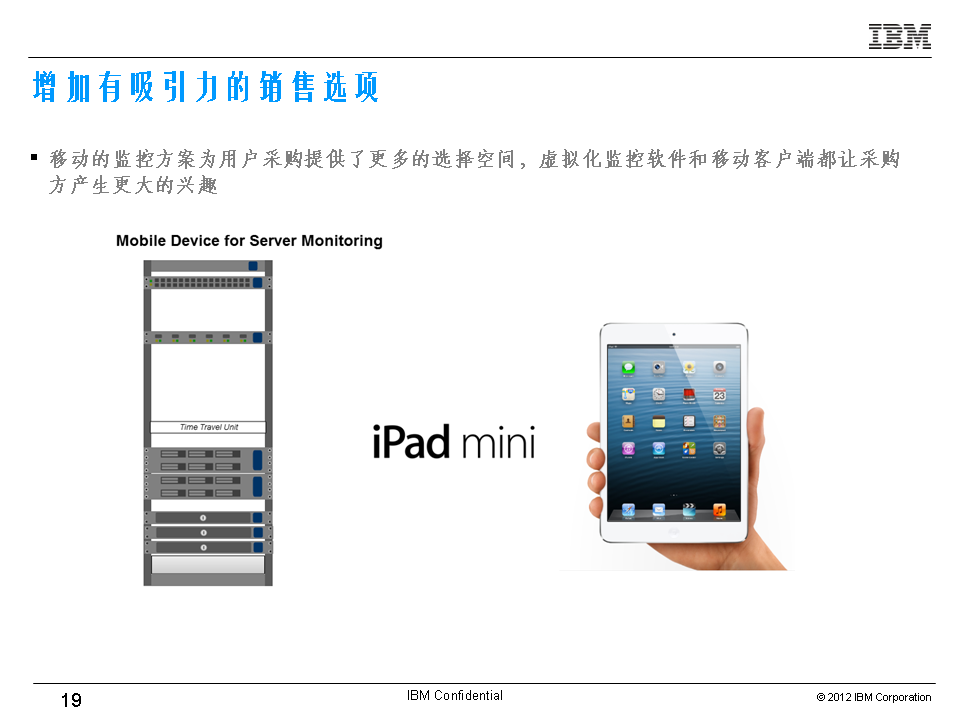 IBM
增加有吸引力的销售选项
▪ 移动的监控方案为用户采购提供了更多的选择空间，虚拟化监控软件和移动客户端都让采购
方产生更大的兴趣
Mobile Device for Server Monitoring
Time Travel Unit
iPad mini
23
19
IBM Confidential
© 2012 IBM Corporation